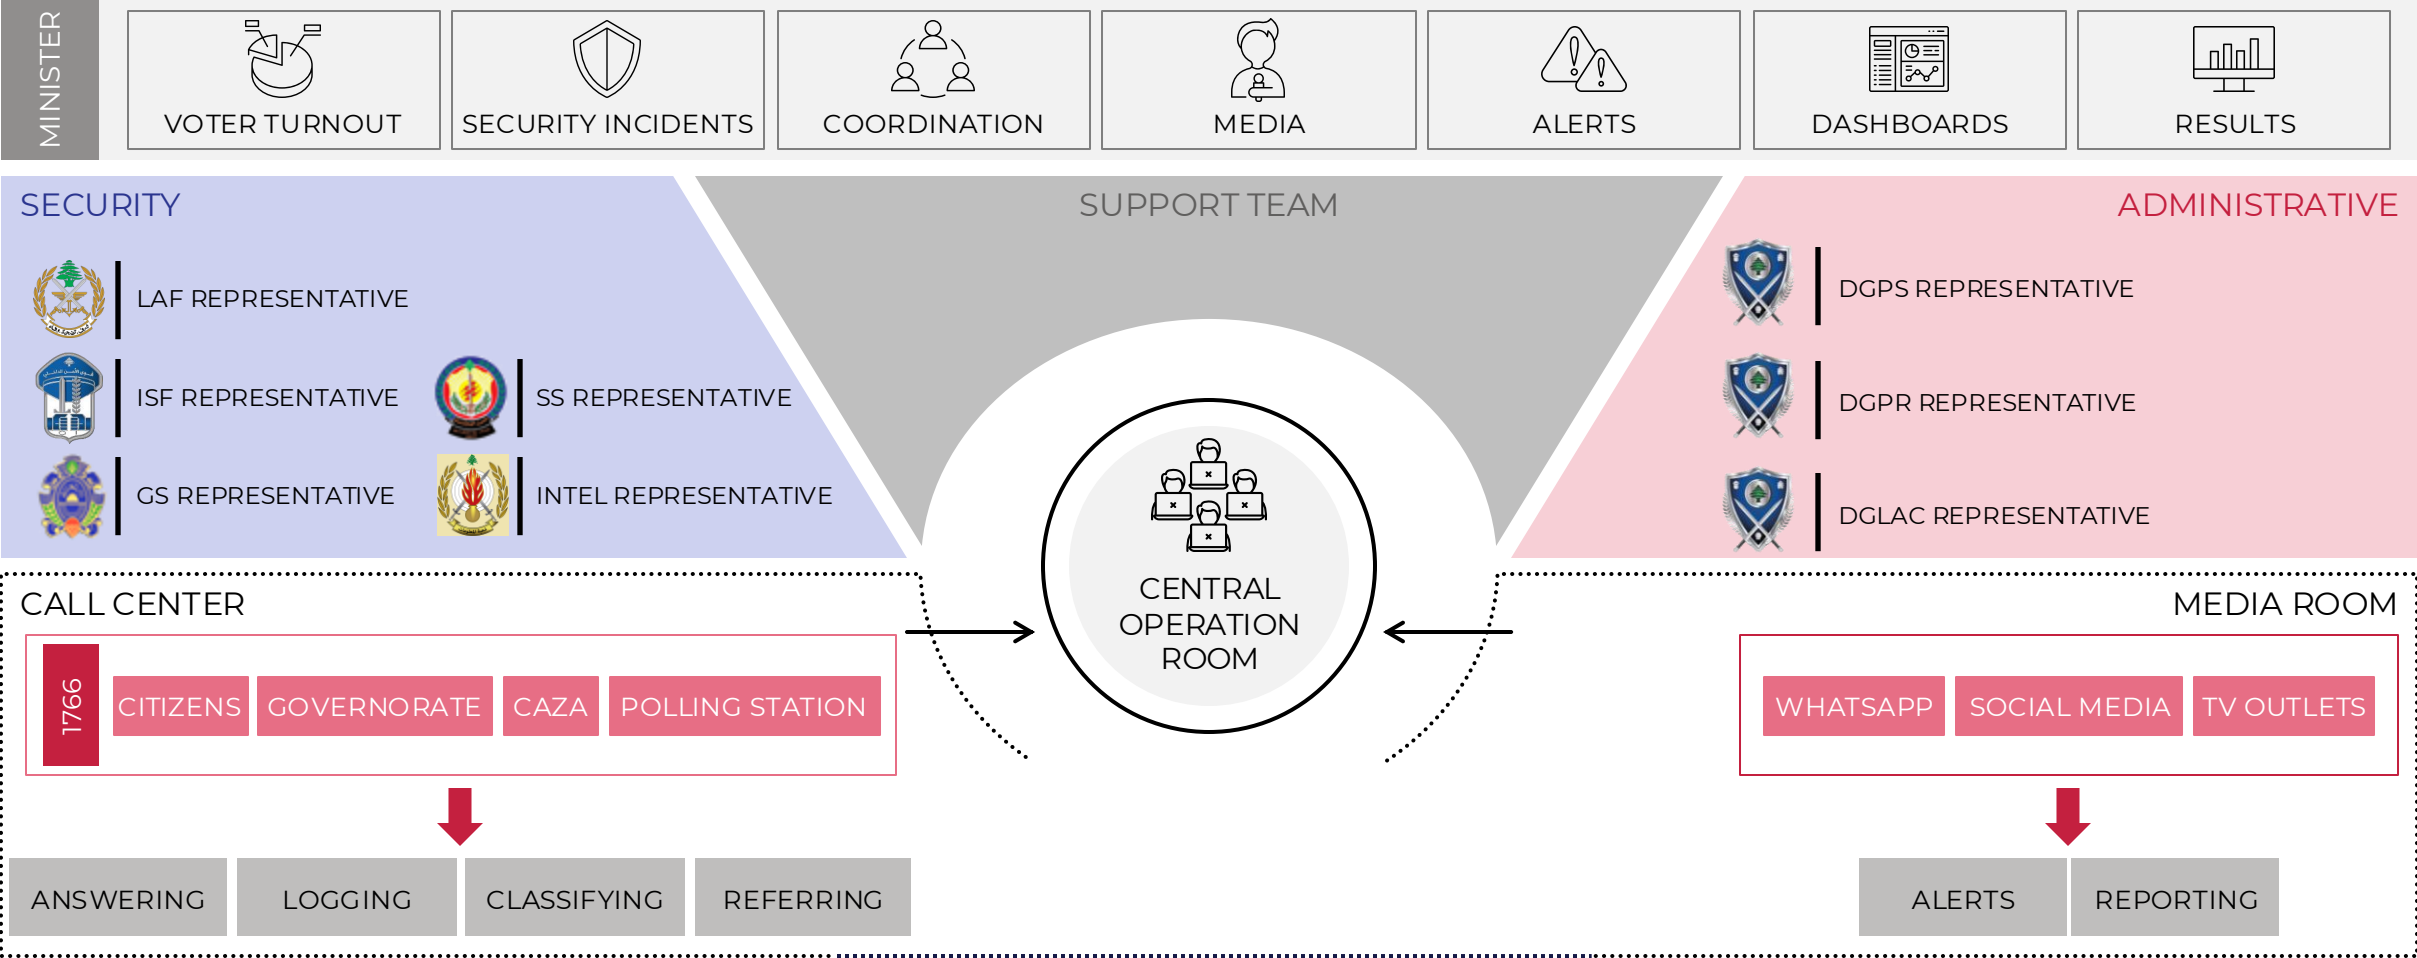 MINISTER
VOTER TURNOUT
SECURITY INCIDENTS
COORDINATION
MEDIA
ALERTS
DASHBOARDS
RESULTS
SECURITY
SUPPORT TEAM
ADMINISTRATIVE
LAF REPRESENTATIVE
ISF REPRESENTATIVE
SS REPRESENTATIVE
GS REPRESENTATIVE
INTEL REPRESENTATIVE
DGPS REPRESENTATIVE
DGPR REPRESENTATIVE
DGLAC REPRESENTATIVE
CENTRAL
OPERATION
ROOM
CALL CENTER
1766
CITIZENS
GOVERNORATE
CAZA
POLLING STATION
ANSWERING
LOGGING
CLASSIFYING
REFERRING
MEDIA ROOM
WHATSAPP
SOCIAL MEDIA
TV OUTLETS
ALERTS
REPORTING